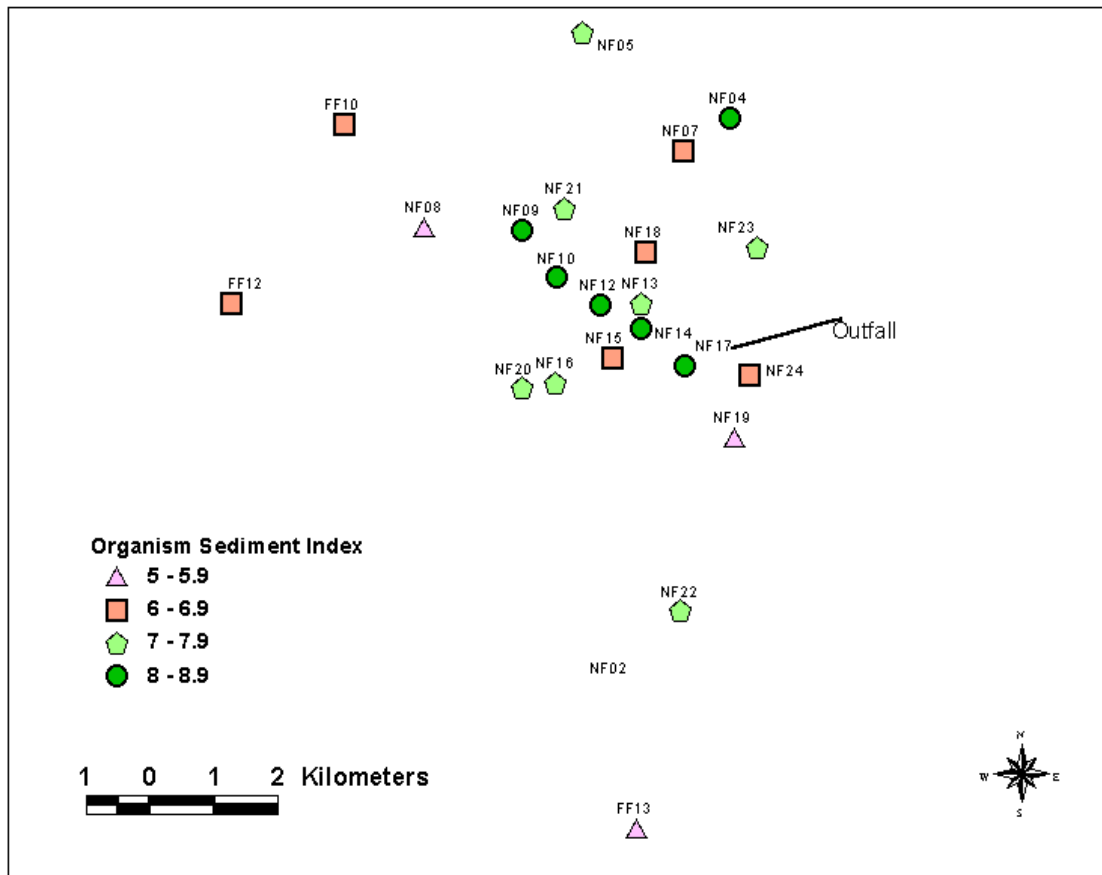 NF05
NF04
FF10
NF07
NF21
NF08
NF09
NF18
NF23
NF10
FF12
NF12
NF13
Outfall
NF14
NF15
NF17
NF20
NF16
NF24
NF19
Organism Sediment Index
5 - 5.9
6 - 6.9
7 - 7.9
8 - 8.9
NF22
NF02
N
W E
S
1 0 1 2 Kilometers
FF13